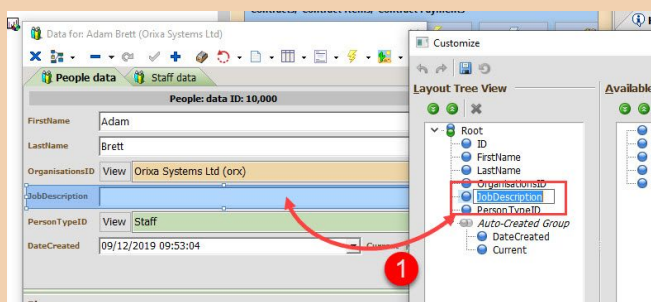 Data for: Adam Brett (Orixa Systems Ltd)
People data
Staff data
People: data ID: 10,000
FirstName
Adam
LastName
Brett
OrganisationsID
View
Orixa Systems Ltd (orx)
JobDescription
PersonTypeID
View
Staff
DateCreated
09/12/2019 09:53:04
Current
1
Customize
Layout Tree View
Available
Root
ID
FirstName
LastName
OrganisationsID
JobDescription
PersonTypeID
Auto-Created Group
DateCreated
Current